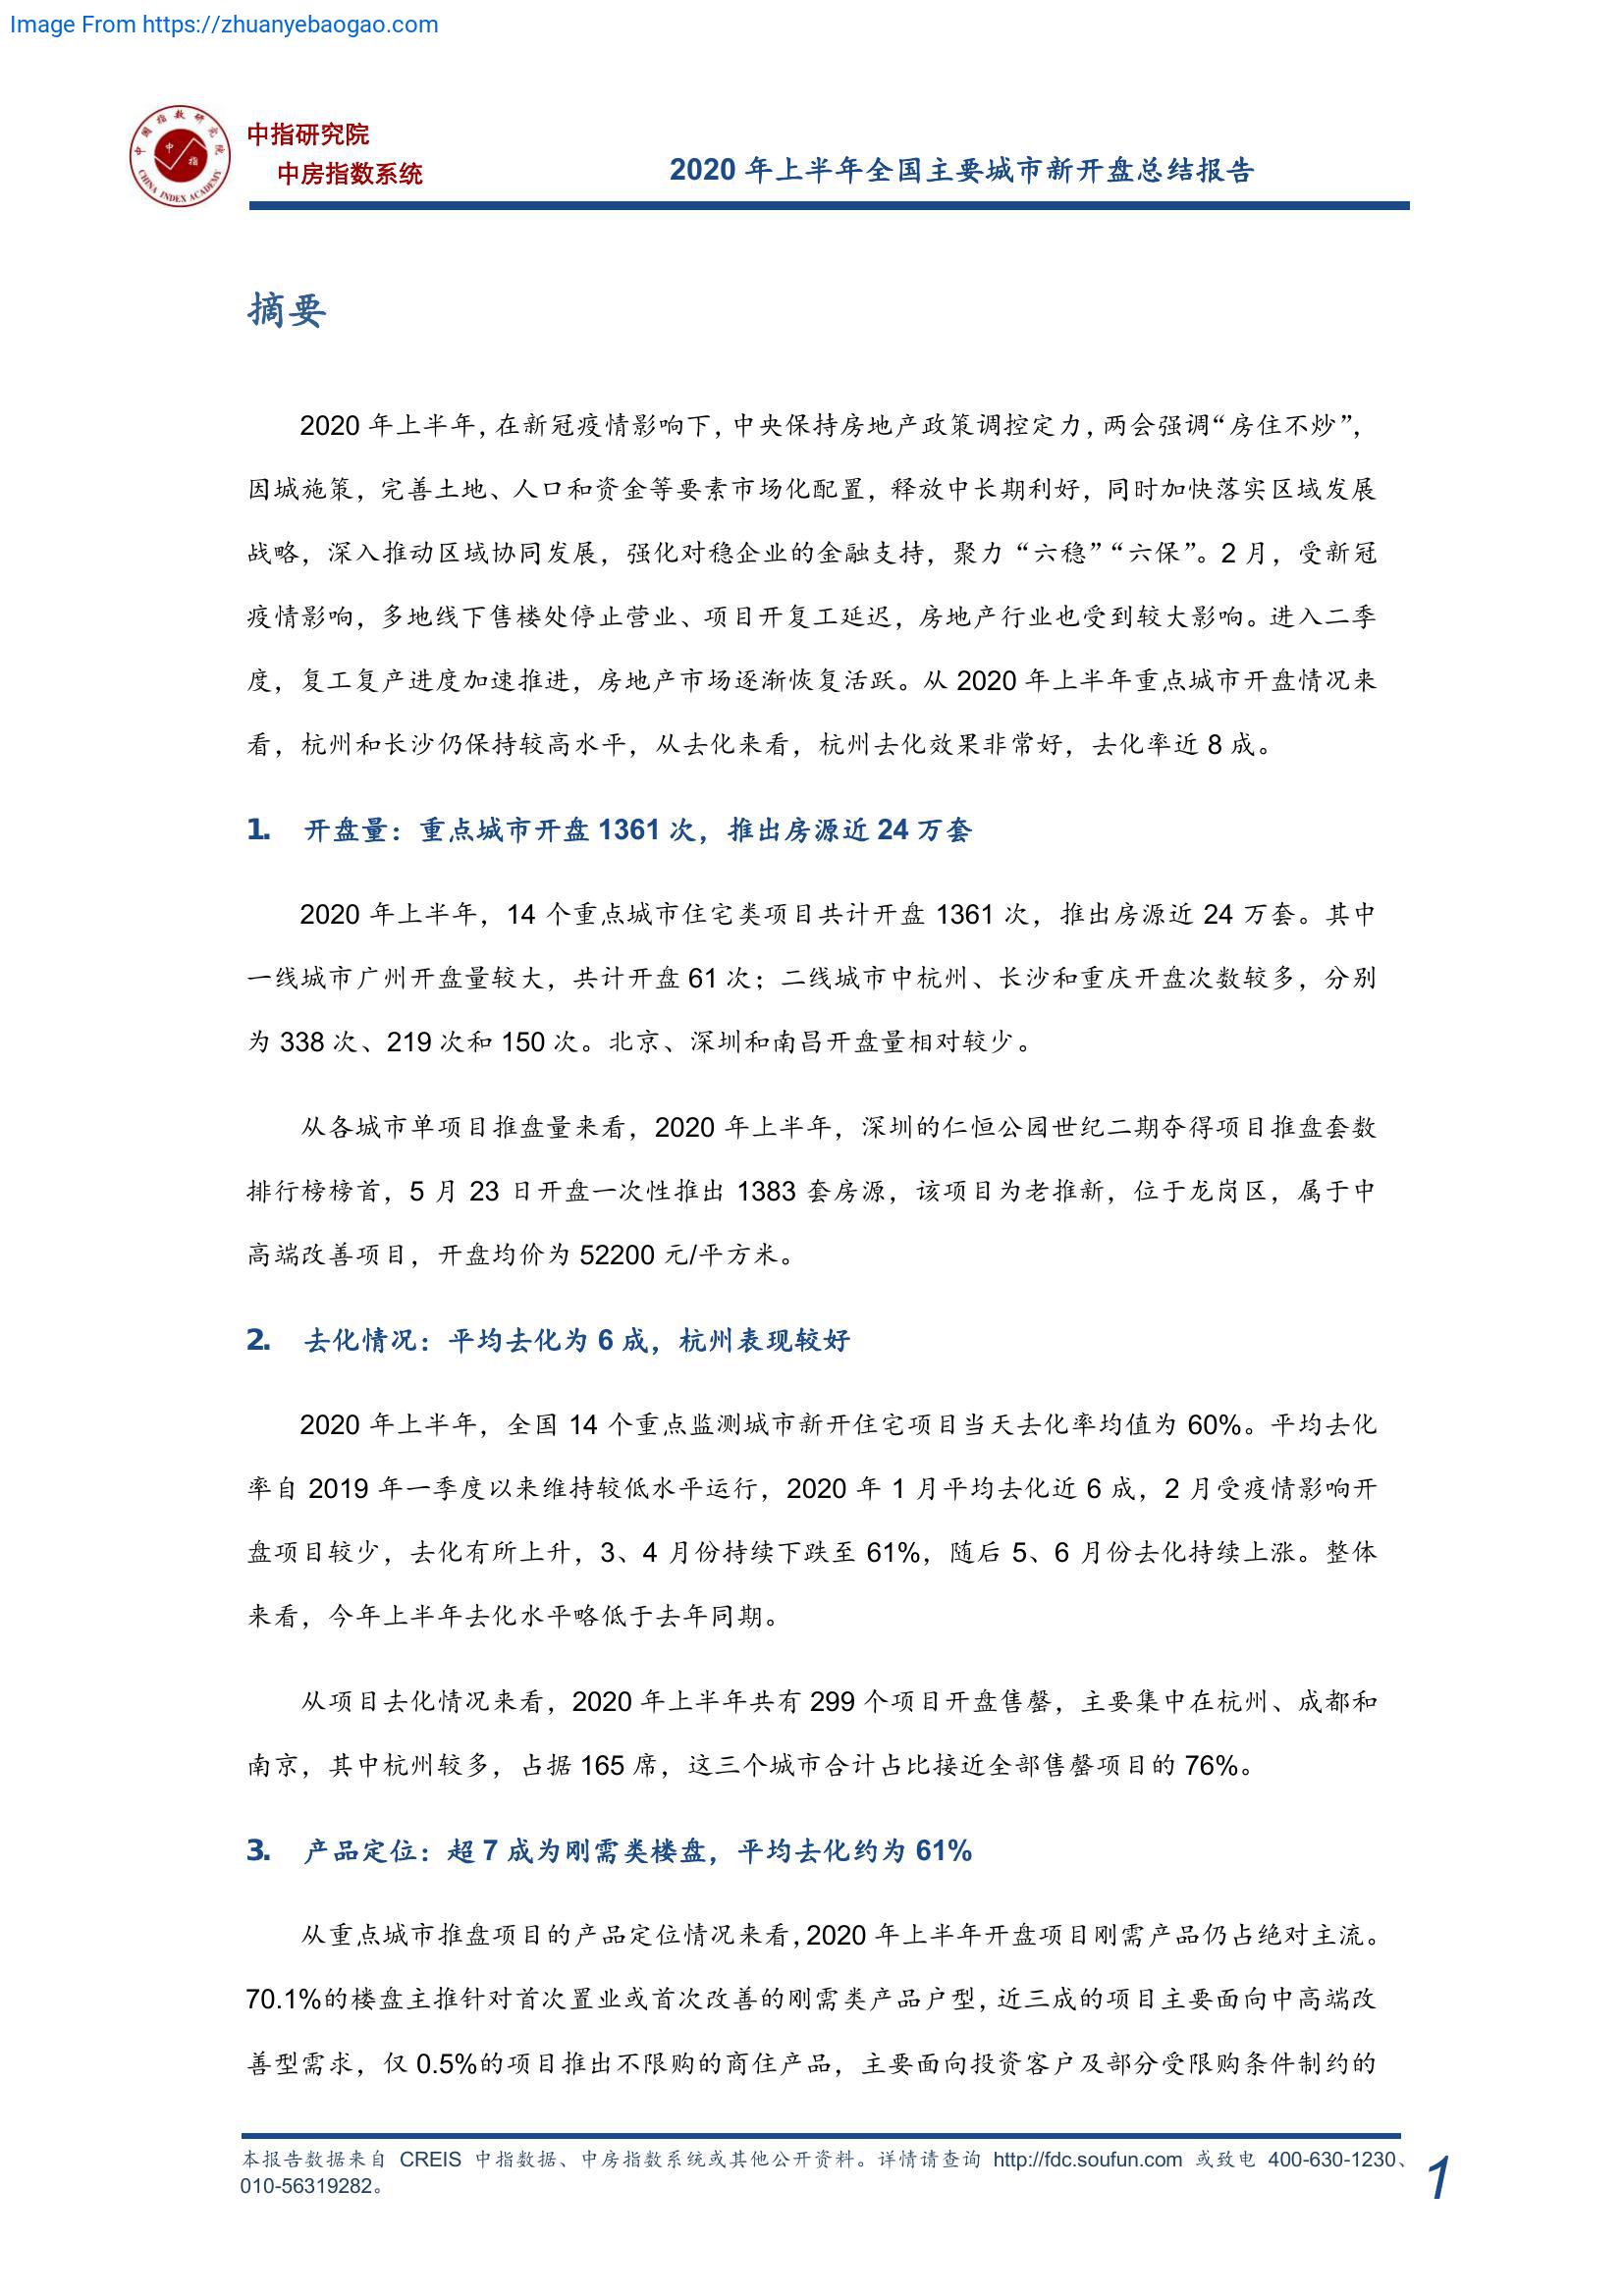 Image From https://zhuanyebaogao.com
中国指数研究院
中指
CHINA INDEX ACADEMY
中指研究院
中房指数系统
2020 年上半年全国主要城市新开盘总结报告
摘要
2020 年上半年，在新冠疫情影响下，中央保持房地产政策调控定力，两会强调“房住不炒”，
因城施策，完善土地、人口和资金等要素市场化配置，释放中长期利好，同时加快落实区域发展
战略，深入推动区域协同发展，强化对稳企业的金融支持，聚力“六稳”“六保”。2 月，受新冠
疫情影响，多地线下售楼处停止营业、项目开复工延迟，房地产行业也受到较大影响。进入二季
度，复工复产进度加速推进，房地产市场逐渐恢复活跃。从 2020 年上半年重点城市开盘情况来
看，杭州和长沙仍保持较高水平，从去化来看，杭州去化效果非常好，去化率近 8 成。
1. 开盘量：重点城市开盘 1361 次，推出房源近 24 万套
2020 年上半年，14 个重点城市住宅类项目共计开盘 1361 次，推出房源近 24 万套。其中
一线城市广州开盘量较大，共计开盘 61 次；二线城市中杭州、长沙和重庆开盘次数较多，分别
为 338 次、219 次和 150 次。北京、深圳和南昌开盘量相对较少。
从各城市单项目推盘量来看，2020 年上半年，深圳的仁恒公园世纪二期夺得项目推盘套数
排行榜榜首，5 月 23 日开盘一次性推出 1383 套房源，该项目为老推新，位于龙岗区，属于中
高端改善项目，开盘均价为 52200 元/平方米。
2. 去化情况：平均去化为 6 成，杭州表现较好
2020 年上半年，全国 14 个重点监测城市新开住宅项目当天去化率均值为 60%。平均去化
率自 2019 年一季度以来维持较低水平运行，2020 年 1 月平均去化近 6 成，2 月受疫情影响开
盘项目较少，去化有所上升，3、4 月份持续下跌至 61%，随后 5、6 月份去化持续上涨。整体
来看，今年上半年去化水平略低于去年同期。
从项目去化情况来看，2020 年上半年共有 299 个项目开盘售罄，主要集中在杭州、成都和
南京，其中杭州较多，占据 165 席，这三个城市合计占比接近全部售罄项目的 76%。
3. 产品定位：超 7 成为刚需类楼盘，平均去化约为 61%
从重点城市推盘项目的产品定位情况来看，2020 年上半年开盘项目刚需产品仍占绝对主流。
70.1%的楼盘主推针对首次置业或首次改善的刚需类产品户型，近三成的项目主要面向中高端改
善型需求，仅 0.5%的项目推出不限购的商住产品，主要面向投资客户及部分受限购条件制约的
本报告数据来自 CREIS 中指数据、中房指数系统或其他公开资料。详情请查询 http://fdc.soufun.com 或致电 400-630-1230、
010-56319282。
1